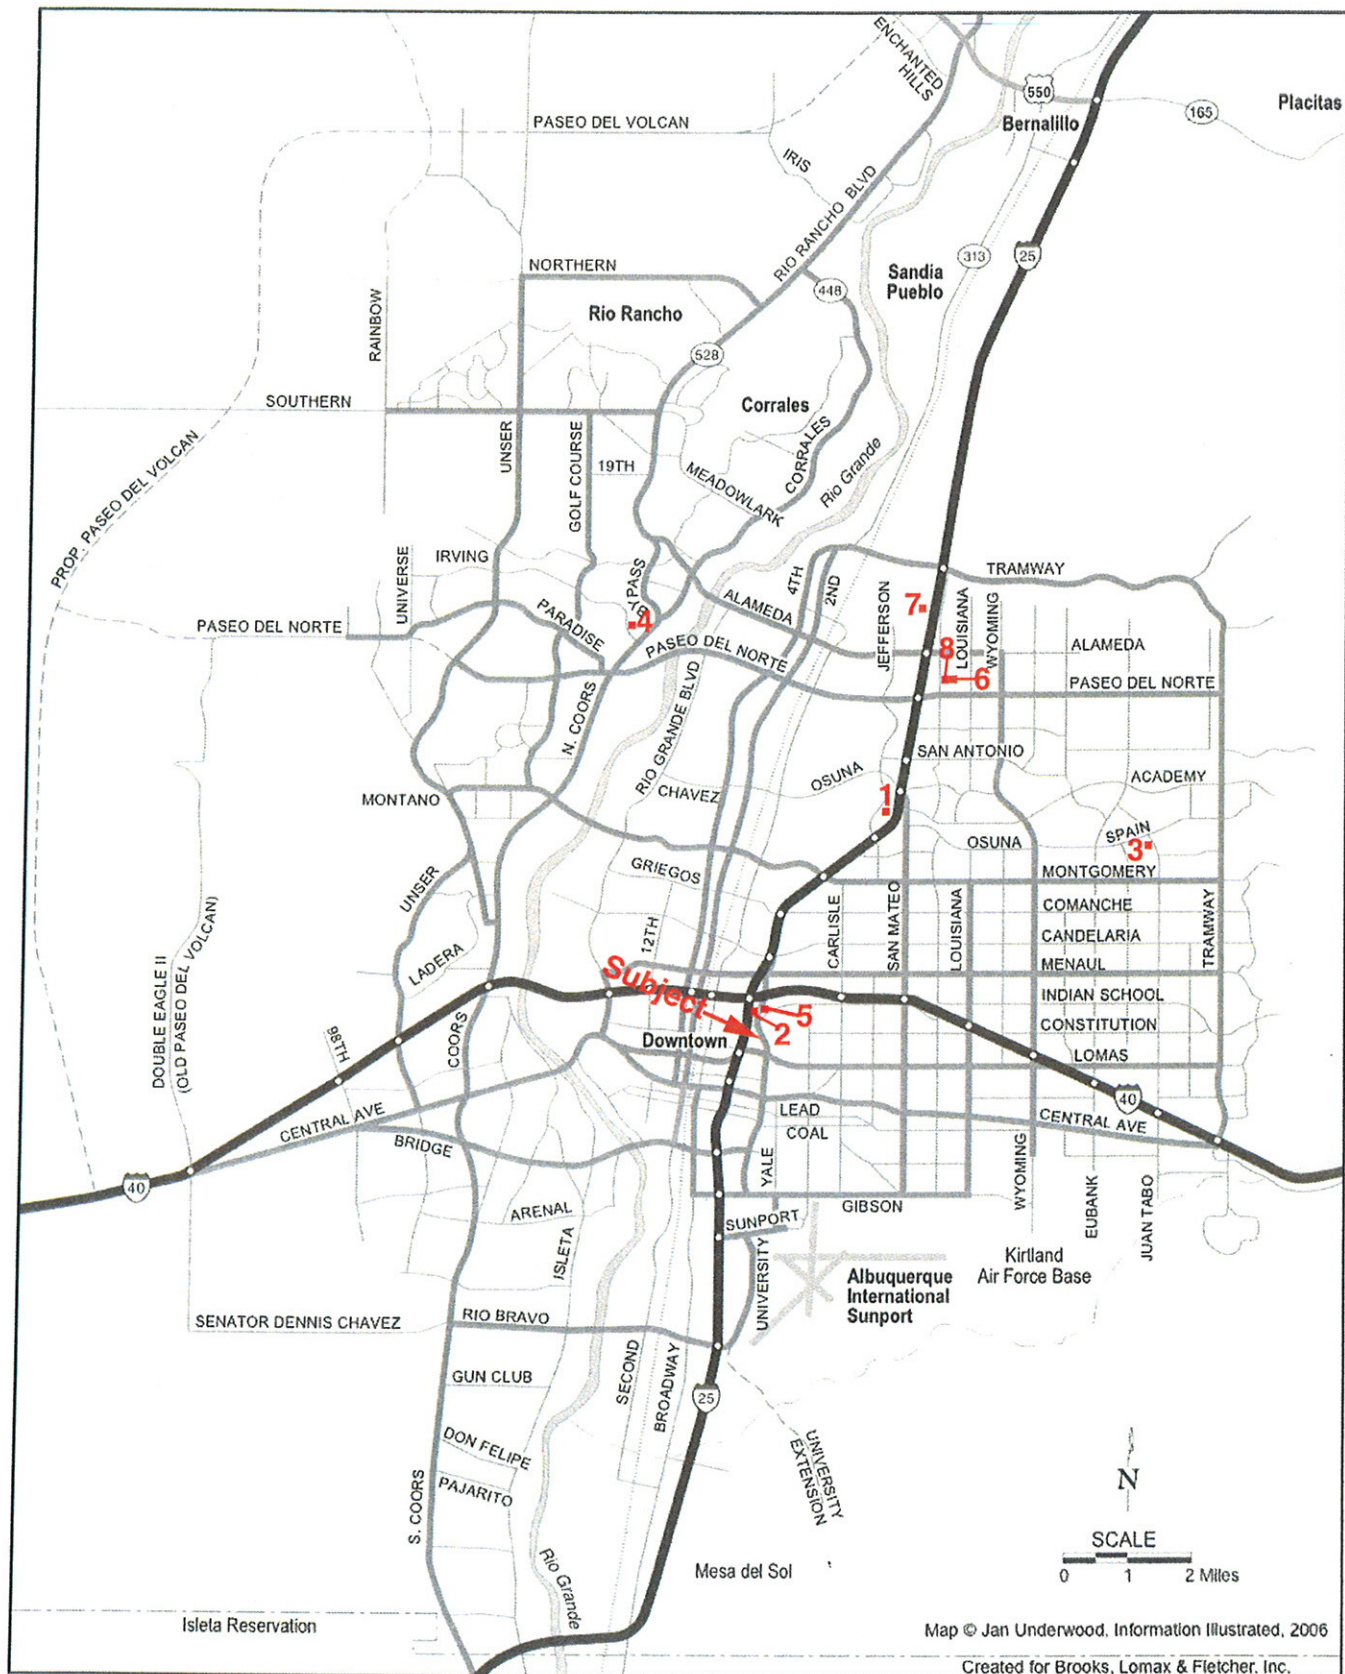 ENCHANTED
HILLS
550
Bernalillo
165
Placitas
PASEO DEL VOLCAN
IRIS
RIO RANCHO BLVD
NORTHERN
448
Sandia
Pueblo
313
25
RAINBOW
Rio Rancho
528
SOUTHERN
Corrales
UNSER
GOLF COURSE
19TH
MEADOWLARK
CORRALES
Rio Grande
PROP. PASEO DEL VOLCAN
UNIVERSE
IRVING
BYPASS
4TH
2ND
TRAMWAY
ALAMEDA
JEFFERSON
7
LOUISIANA
WYOMING
PASEO DEL NORTE
PARADISE
4
PASEO DEL NORTE
8
6
ALAMEDA
PASEO DEL NORTE
N. COORS
RIO GRANDE BLVD
SAN ANTONIO
MONTANO
CHAVEZ
OSUNA
1
ACADEMY
OSUNA
SPAIN
3
GRIEGOS
MONTGOMERY
UNSER
COMANCHE
LADERA
12TH
CARLISLE
SAN MATEO
LOUISIANA
CANDELARIA
TRAMWAY
MENAUL
DOUBLE EAGLE II
(OLD PASEO DEL VOLCAN)
Subject
INDIAN SCHOOL
5
2
CONSTITUTION
98TH
COORS
Downtown
LOMAS
40
CENTRAL AVE
LEAD
COAL
CENTRAL AVE
BRIDGE
YALE
WYOMING
40
ARENAL
GIBSON
EUBANK
JUAN TABO
SUNPORT
ISLETA
UNIVERSITY
Kirtland
Air Force Base
Albuquerque
International
Sunport
SENATOR DENNIS CHAVEZ
RIO BRAVO
GUN CLUB
SECOND
BROADWAY
25
DON FELIPE
PAJARITO
UNIVERSITY
EXTENSION
S. COORS
N
SCALE
0 1 2 Miles
Rio Grande
Mesa del Sol
Isleta Reservation
Map © Jan Underwood, Information Illustrated, 2006
Created for Brooks, Lomax & Fletcher, Inc.